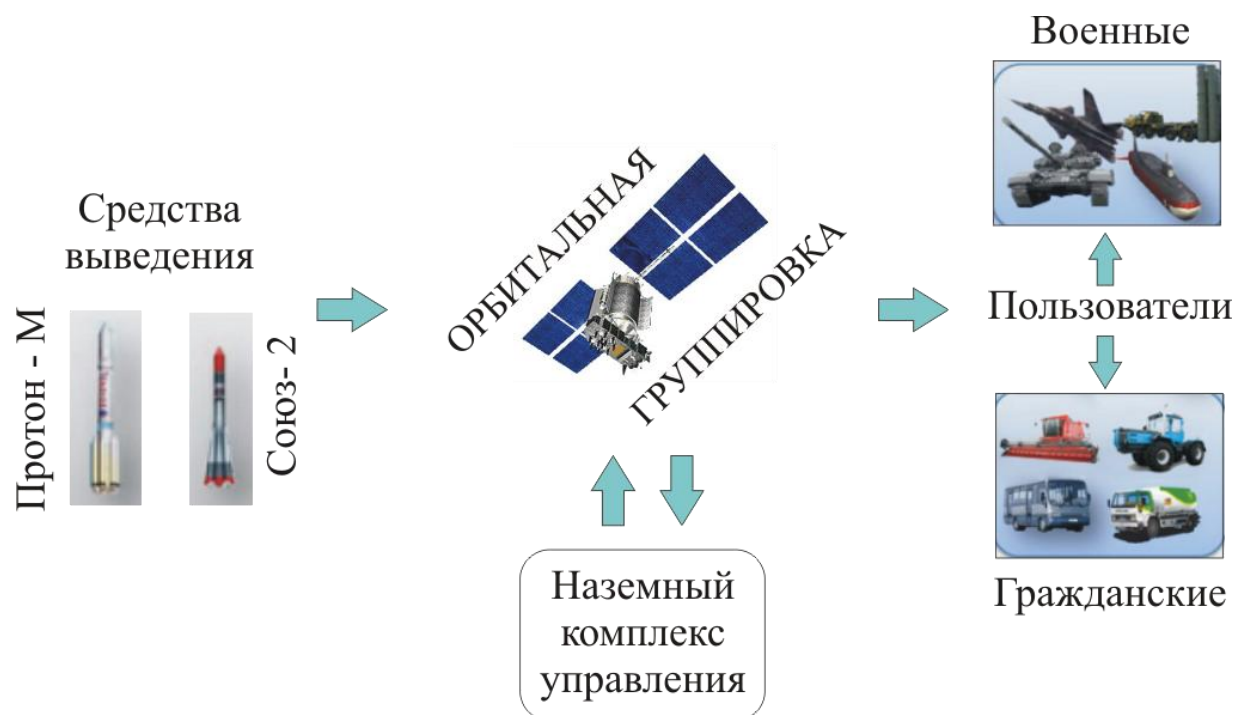 Военные
Средства
выведения
Протон - М
Союз- 2
ОРБИТАЛЬНАЯ
ГРУППИРОВКА
Пользователи
Гражданские
Наземный
комплекс
управления